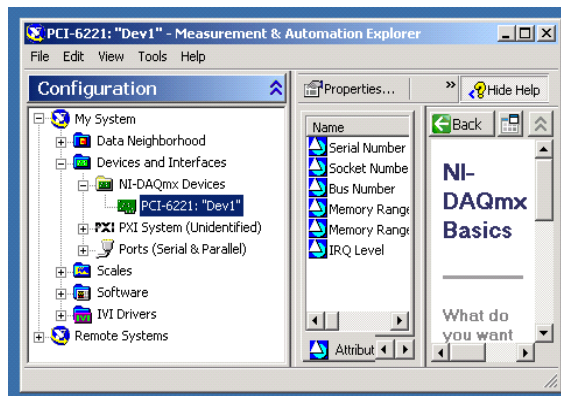 PCI-6221: "Dev1" - Measurement & Automation Explorer
File Edit View Tools Help
Configuration
My System
Data Neighborhood
Devices and Interfaces
NI-DAQmx Devices
PCI-6221: "Dev1"
PXI PXI System (Unidentified)
Ports (Serial & Parallel)
Scales
Software
IVI Drivers
Remote Systems
Properties...
» Hide Help
Name
Serial Number
Socket Numbe
Bus Number
Memory Range
Memory Range
IRQ Level
Attribut
Back
NI-
DAQmx
Basics
What do
you want